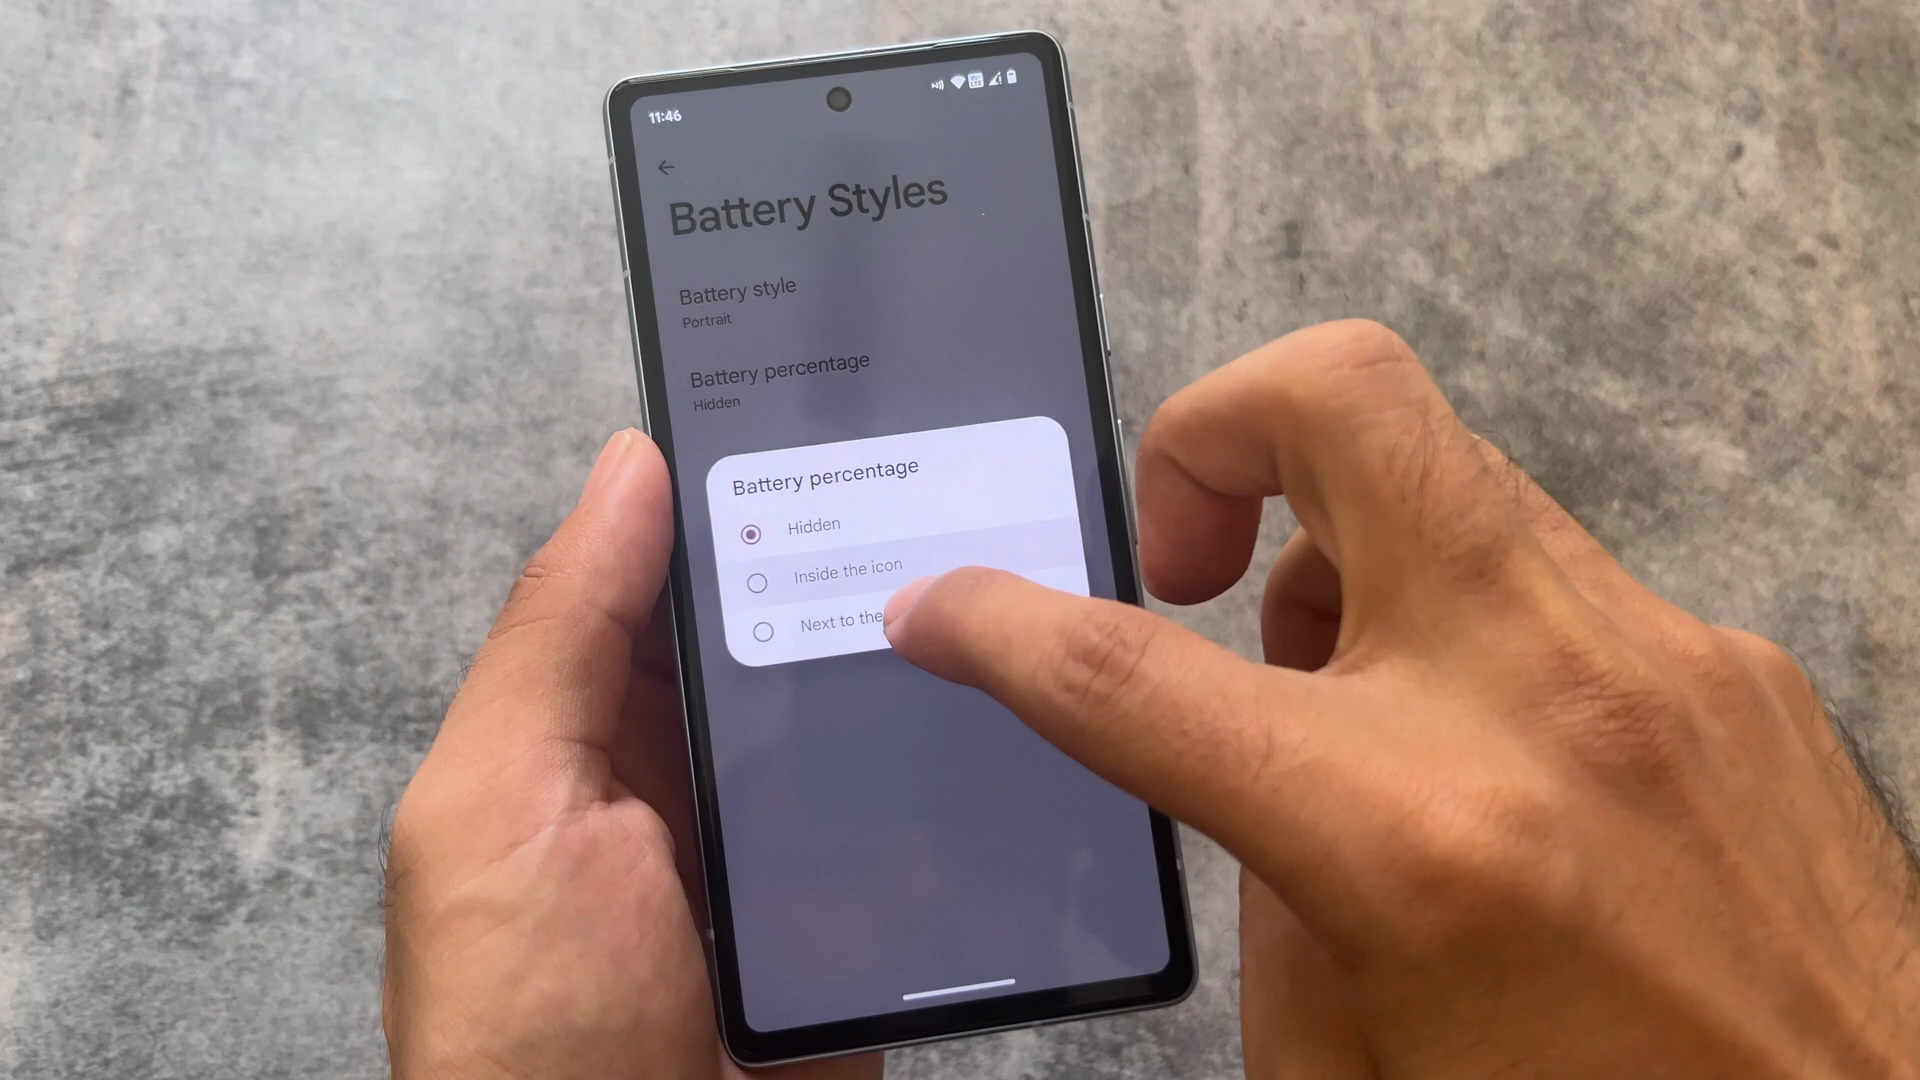 11:46
Battery Styles
Battery style
Portrait
Battery percentage
Hidden
Battery percentage
Hidden
Inside the icon
Next to the